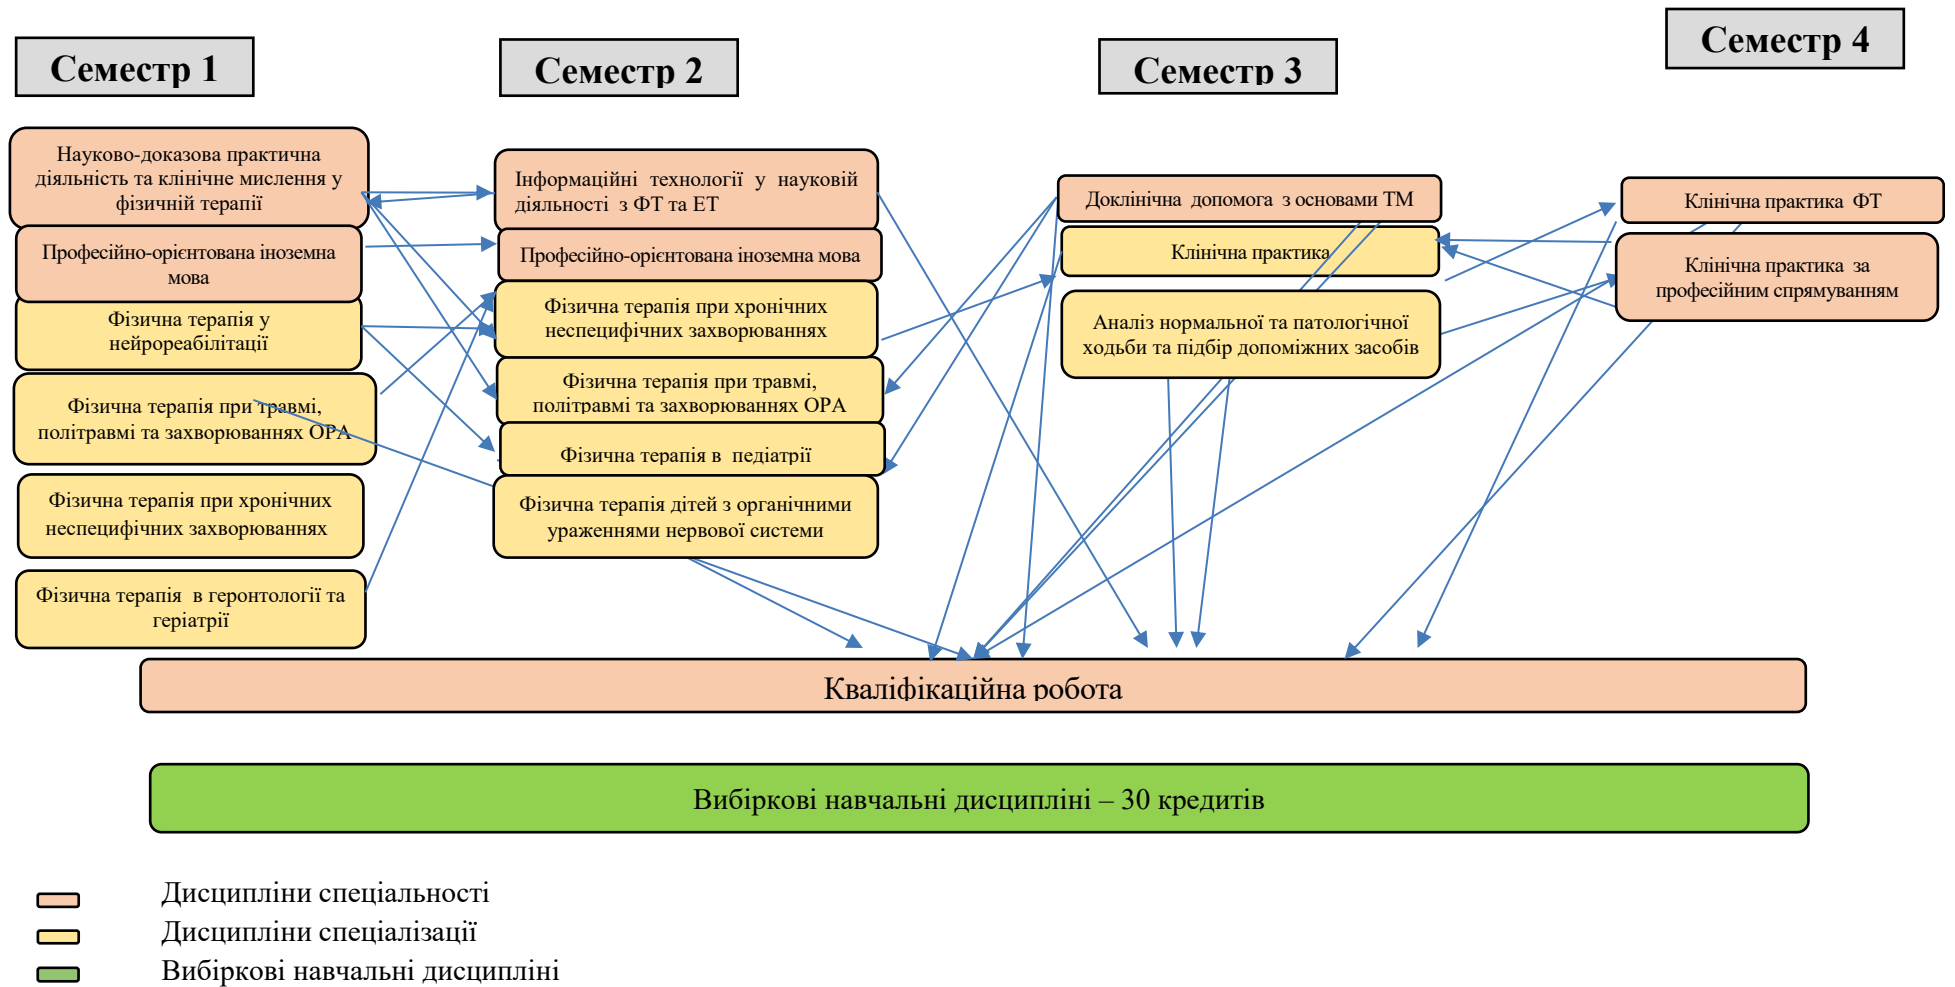 Семестр 1
Семестр 2
Семестр 3
Семестр 4
Науково-доказова практична
діяльність та клінічне мислення у
фізичній терапії
Професійно-орієнтована іноземна
мова
Фізична терапія у
нейрореабілітації
Фізична терапія при травмі,
політравмі та захворюваннях ОРА
Фізична терапія при хронічних
неспецифічних захворюваннях
Фізична терапія в геронтології та
геріатрії
Інформаційні технології у науковій
діяльності з ФТ та ЕТ
Професійно-орієнтована іноземна мова
Фізична терапія при хронічних
неспецифічних захворюваннях
Фізична терапія при травмі,
політравмі та захворюваннях ОРА
Фізична терапія в педіатрії
Фізична терапія дітей з органічними
ураженнями нервової системи
Доклінічна допомога з основами ТМ
Клінічна практика
Аналіз нормальної та патологічної
ходьби та підбір допоміжних засобів
Клінічна практика ФТ
Клінічна практика за
професійним спрямуванням
Кваліфікаційна робота
Вибіркові навчальні дисципліні – 30 кредитів
Дисципліни спеціальності
Дисципліни спеціалізації
Вибіркові навчальні дисципліні